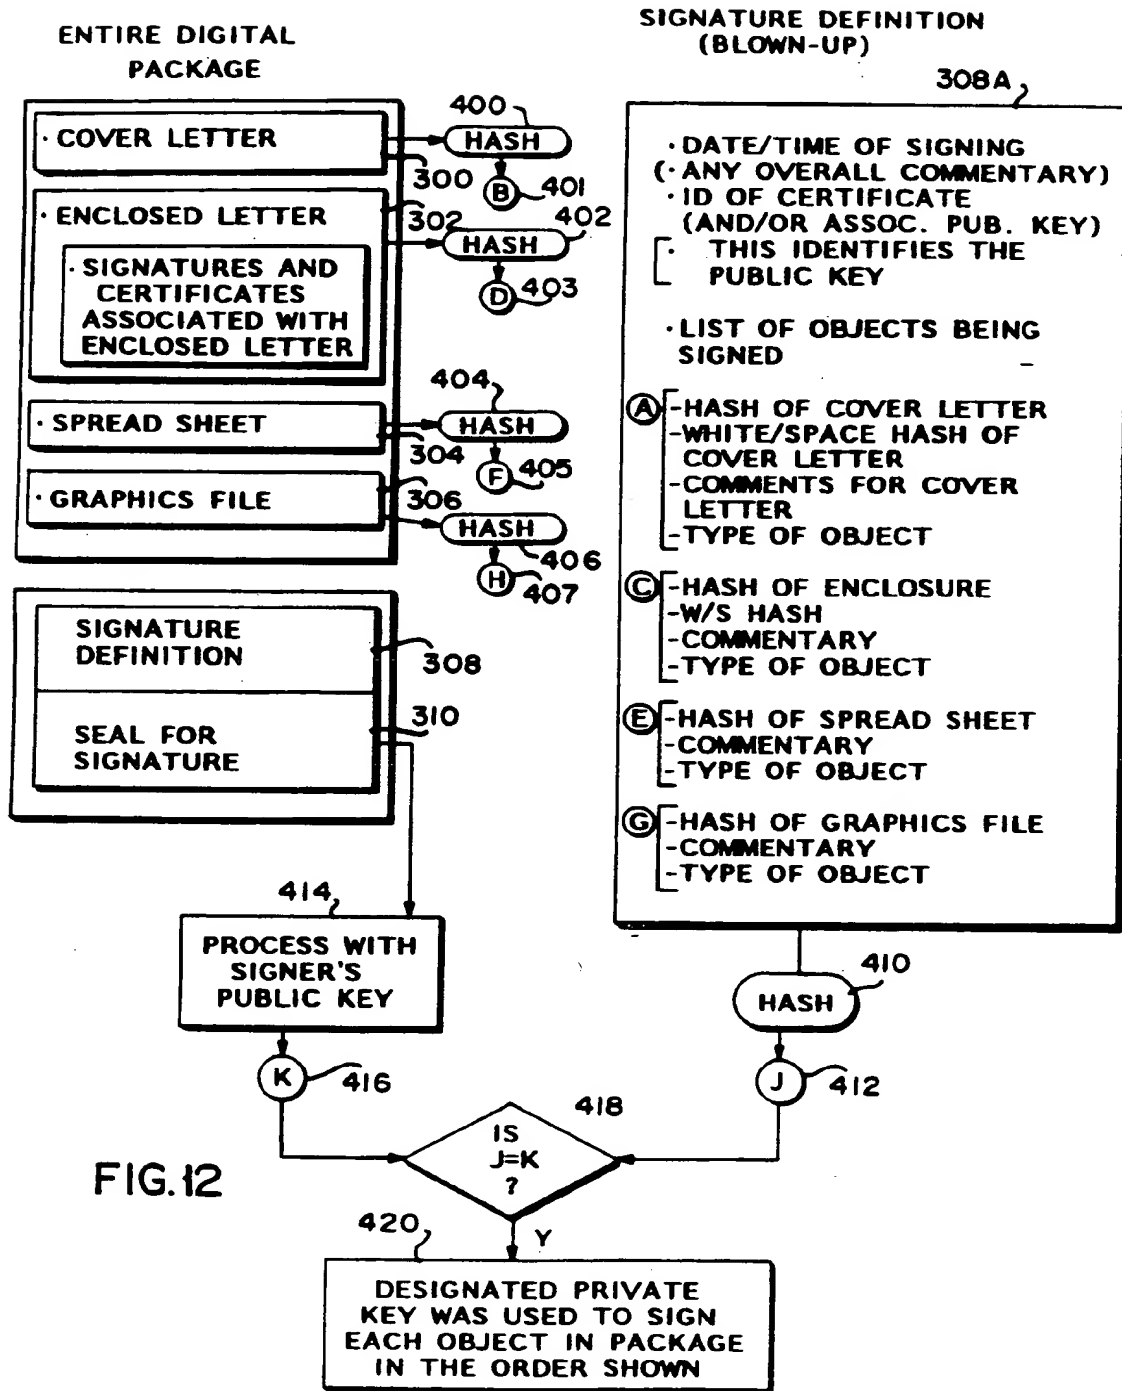 ENTIRE DIGITAL
PACKAGE
· COVER LETTER
300
400
HASH
B
401
· ENCLOSED LETTER
302
402
HASH
D
403
· SIGNATURES AND
CERTIFICATES
ASSOCIATED WITH
ENCLOSED LETTER
404
· SPREAD SHEET
304
HASH
F
405
· GRAPHICS FILE
306
HASH
406
H
407
SIGNATURE
DEFINITION
308
SEAL FOR
SIGNATURE
310
SIGNATURE DEFINITION
(BLOWN-UP)
308A
· DATE/TIME OF SIGNING
(· ANY OVERALL COMMENTARY)
· ID OF CERTIFICATE
(AND/OR ASSOC. PUB. KEY)
· THIS IDENTIFIES THE
PUBLIC KEY
· LIST OF OBJECTS BEING
SIGNED
A
-HASH OF COVER LETTER
-WHITE/SPACE HASH OF
COVER LETTER
-COMMENTS FOR COVER
LETTER
-TYPE OF OBJECT
C
-HASH OF ENCLOSURE
-W/S HASH
-COMMENTARY
-TYPE OF OBJECT
E
-HASH OF SPREAD SHEET
-COMMENTARY
-TYPE OF OBJECT
G
-HASH OF GRAPHICS FILE
-COMMENTARY
-TYPE OF OBJECT
414
PROCESS WITH
SIGNER'S
PUBLIC KEY
K
416
410
HASH
J
412
418
IS
J=K
?
FIG.12
Y
420
DESIGNATED PRIVATE
KEY WAS USED TO SIGN
EACH OBJECT IN PACKAGE
IN THE ORDER SHOWN